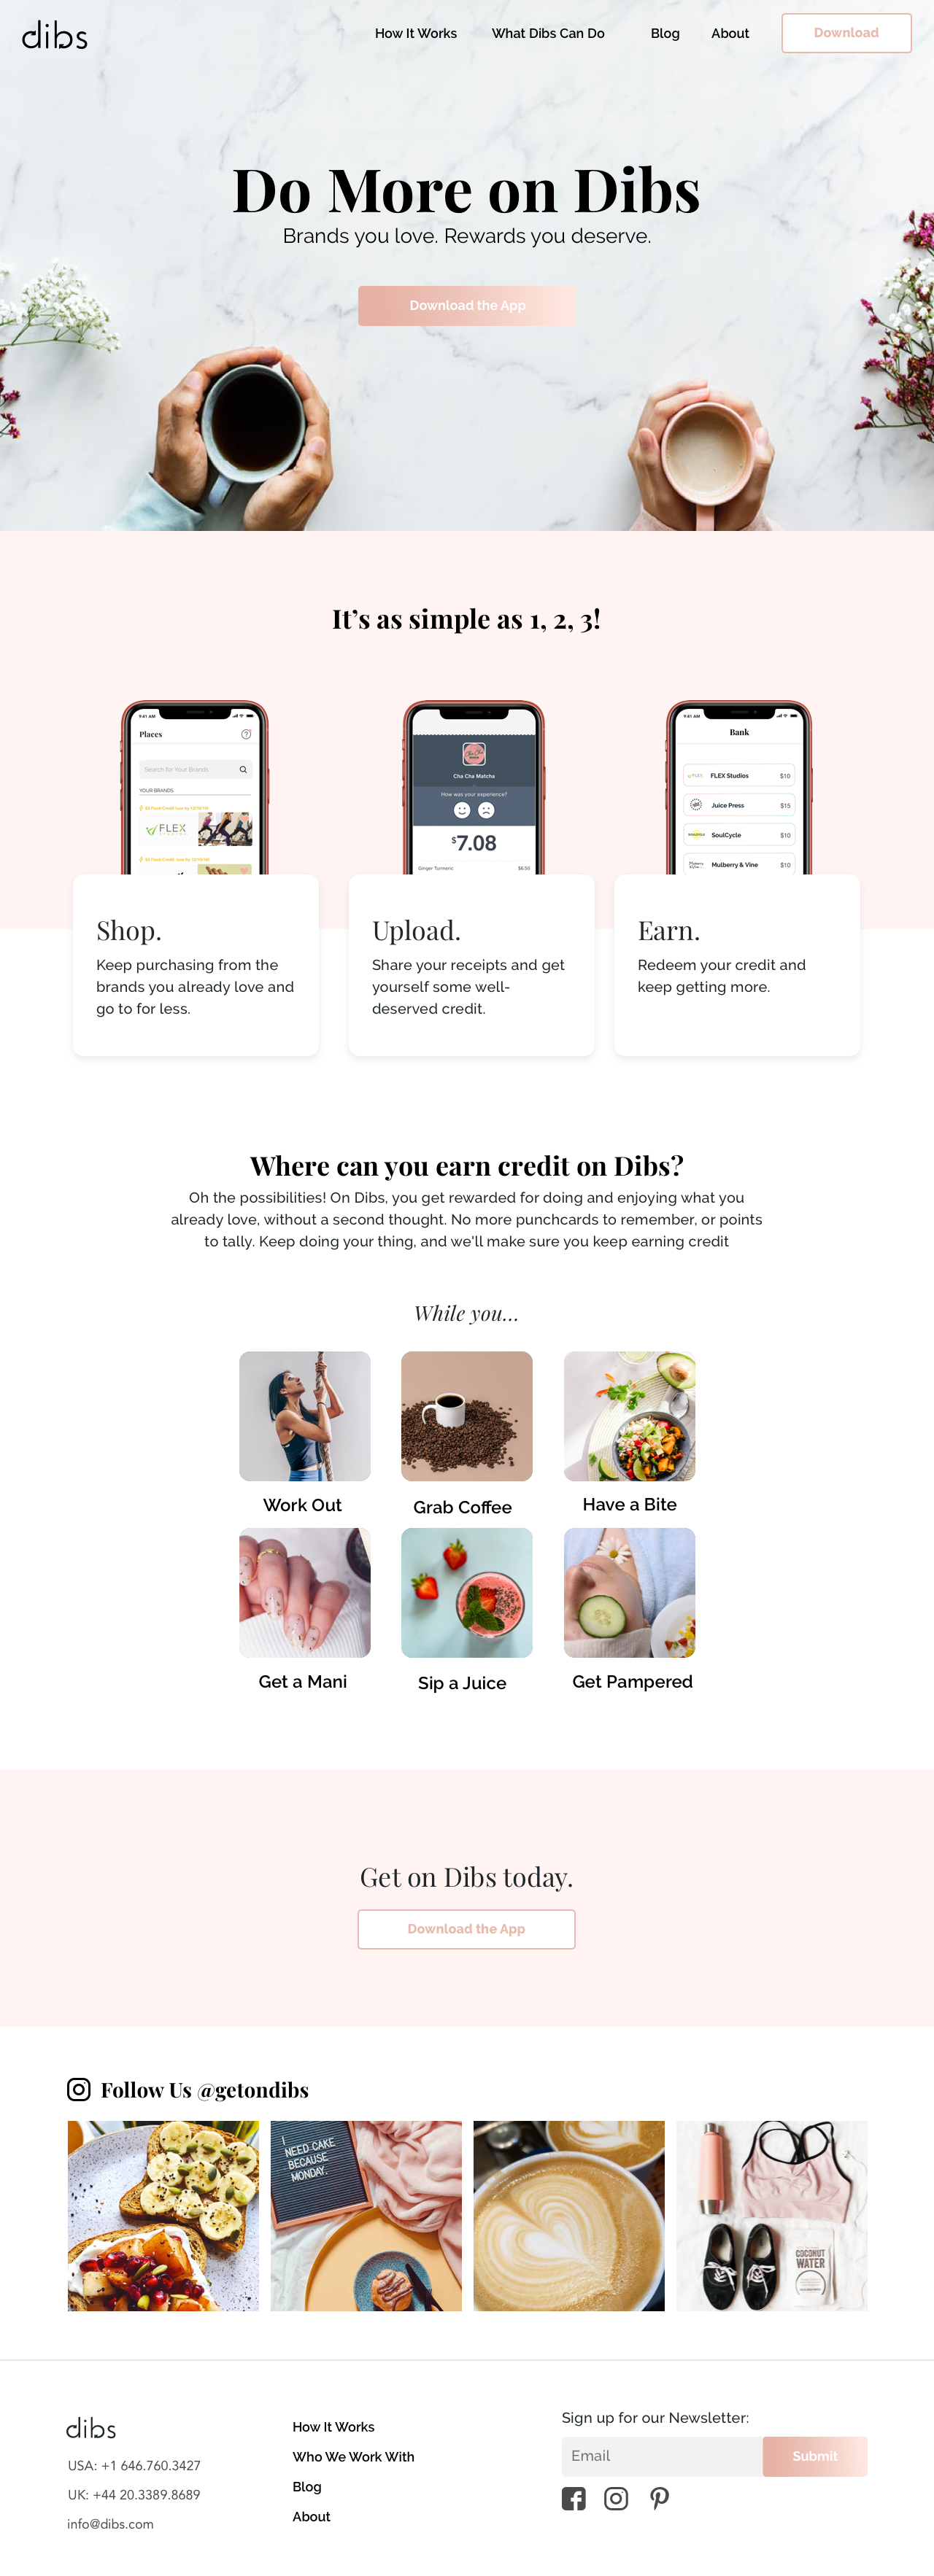 dibs
How It Works
What Dibs Can Do
Blog
About
Download
Do More on Dibs
Brands you love. Rewards you deserve.
Download the App
It's as simple as 1, 2, 3!
9:41 AM
Places
Search for Your Brands
YOUR BRANDS
FLEX
Cha Cha Matcha
How was your experience?
$7.08
Ginger Turmeric
$6.50
9:41 AM
Bank
FLEX
FLEX Studios
$10
Juice Press
$15
SoulCycle
$10
Mulberry & Vine
$10
Shop.
Keep purchasing from the
brands you already love and
go to for less.
Upload.
Share your receipts and get
yourself some well-
deserved credit.
Earn.
Redeem your credit and
keep getting more.
Where can you earn credit on Dibs?
Oh the possibilities! On Dibs, you get rewarded for doing and enjoying what you
already love, without a second thought. No more punchcards to remember, or points
to tally. Keep doing your thing, and we'll make sure you keep earning credit
While you...
Work Out
Grab Coffee
Have a Bite
Get a Mani
Sip a Juice
Get Pampered
Get on Dibs today.
Download the App
Follow Us @getondibs
I
NEED CAKE
BECAUSE
MONDAY.
COCONUT
WATER
dibs
USA: +1 646.760.3427
UK: +44 20.3389.8689
info@dibs.com
How It Works
Who We Work With
Blog
About
Sign up for our Newsletter:
Email
Submit